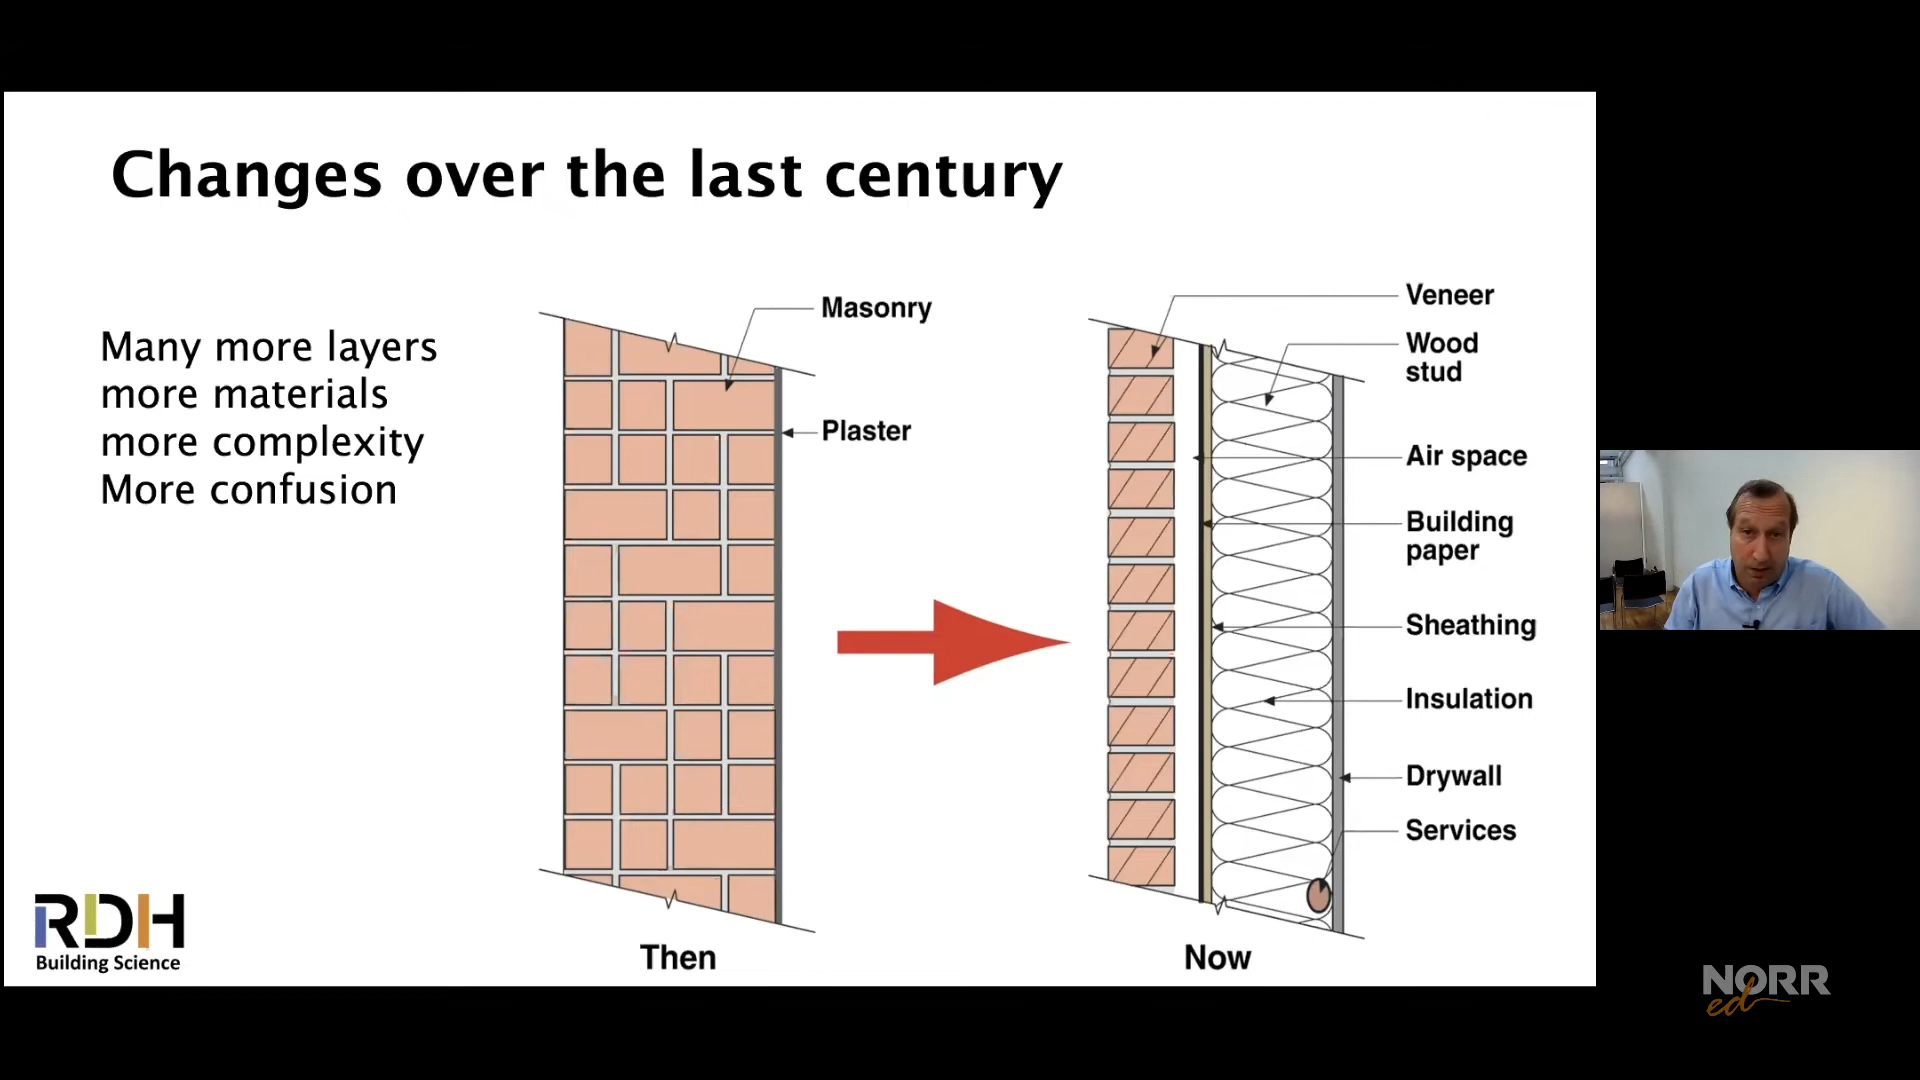 Changes over the last century
Many more layers
more materials
more complexity
More confusion
Masonry
Plaster
Then
Veneer
Wood
stud
Air space
Building
paper
Sheathing
Insulation
Drywall
Services
Now
RDH
Building Science
NORR
ed